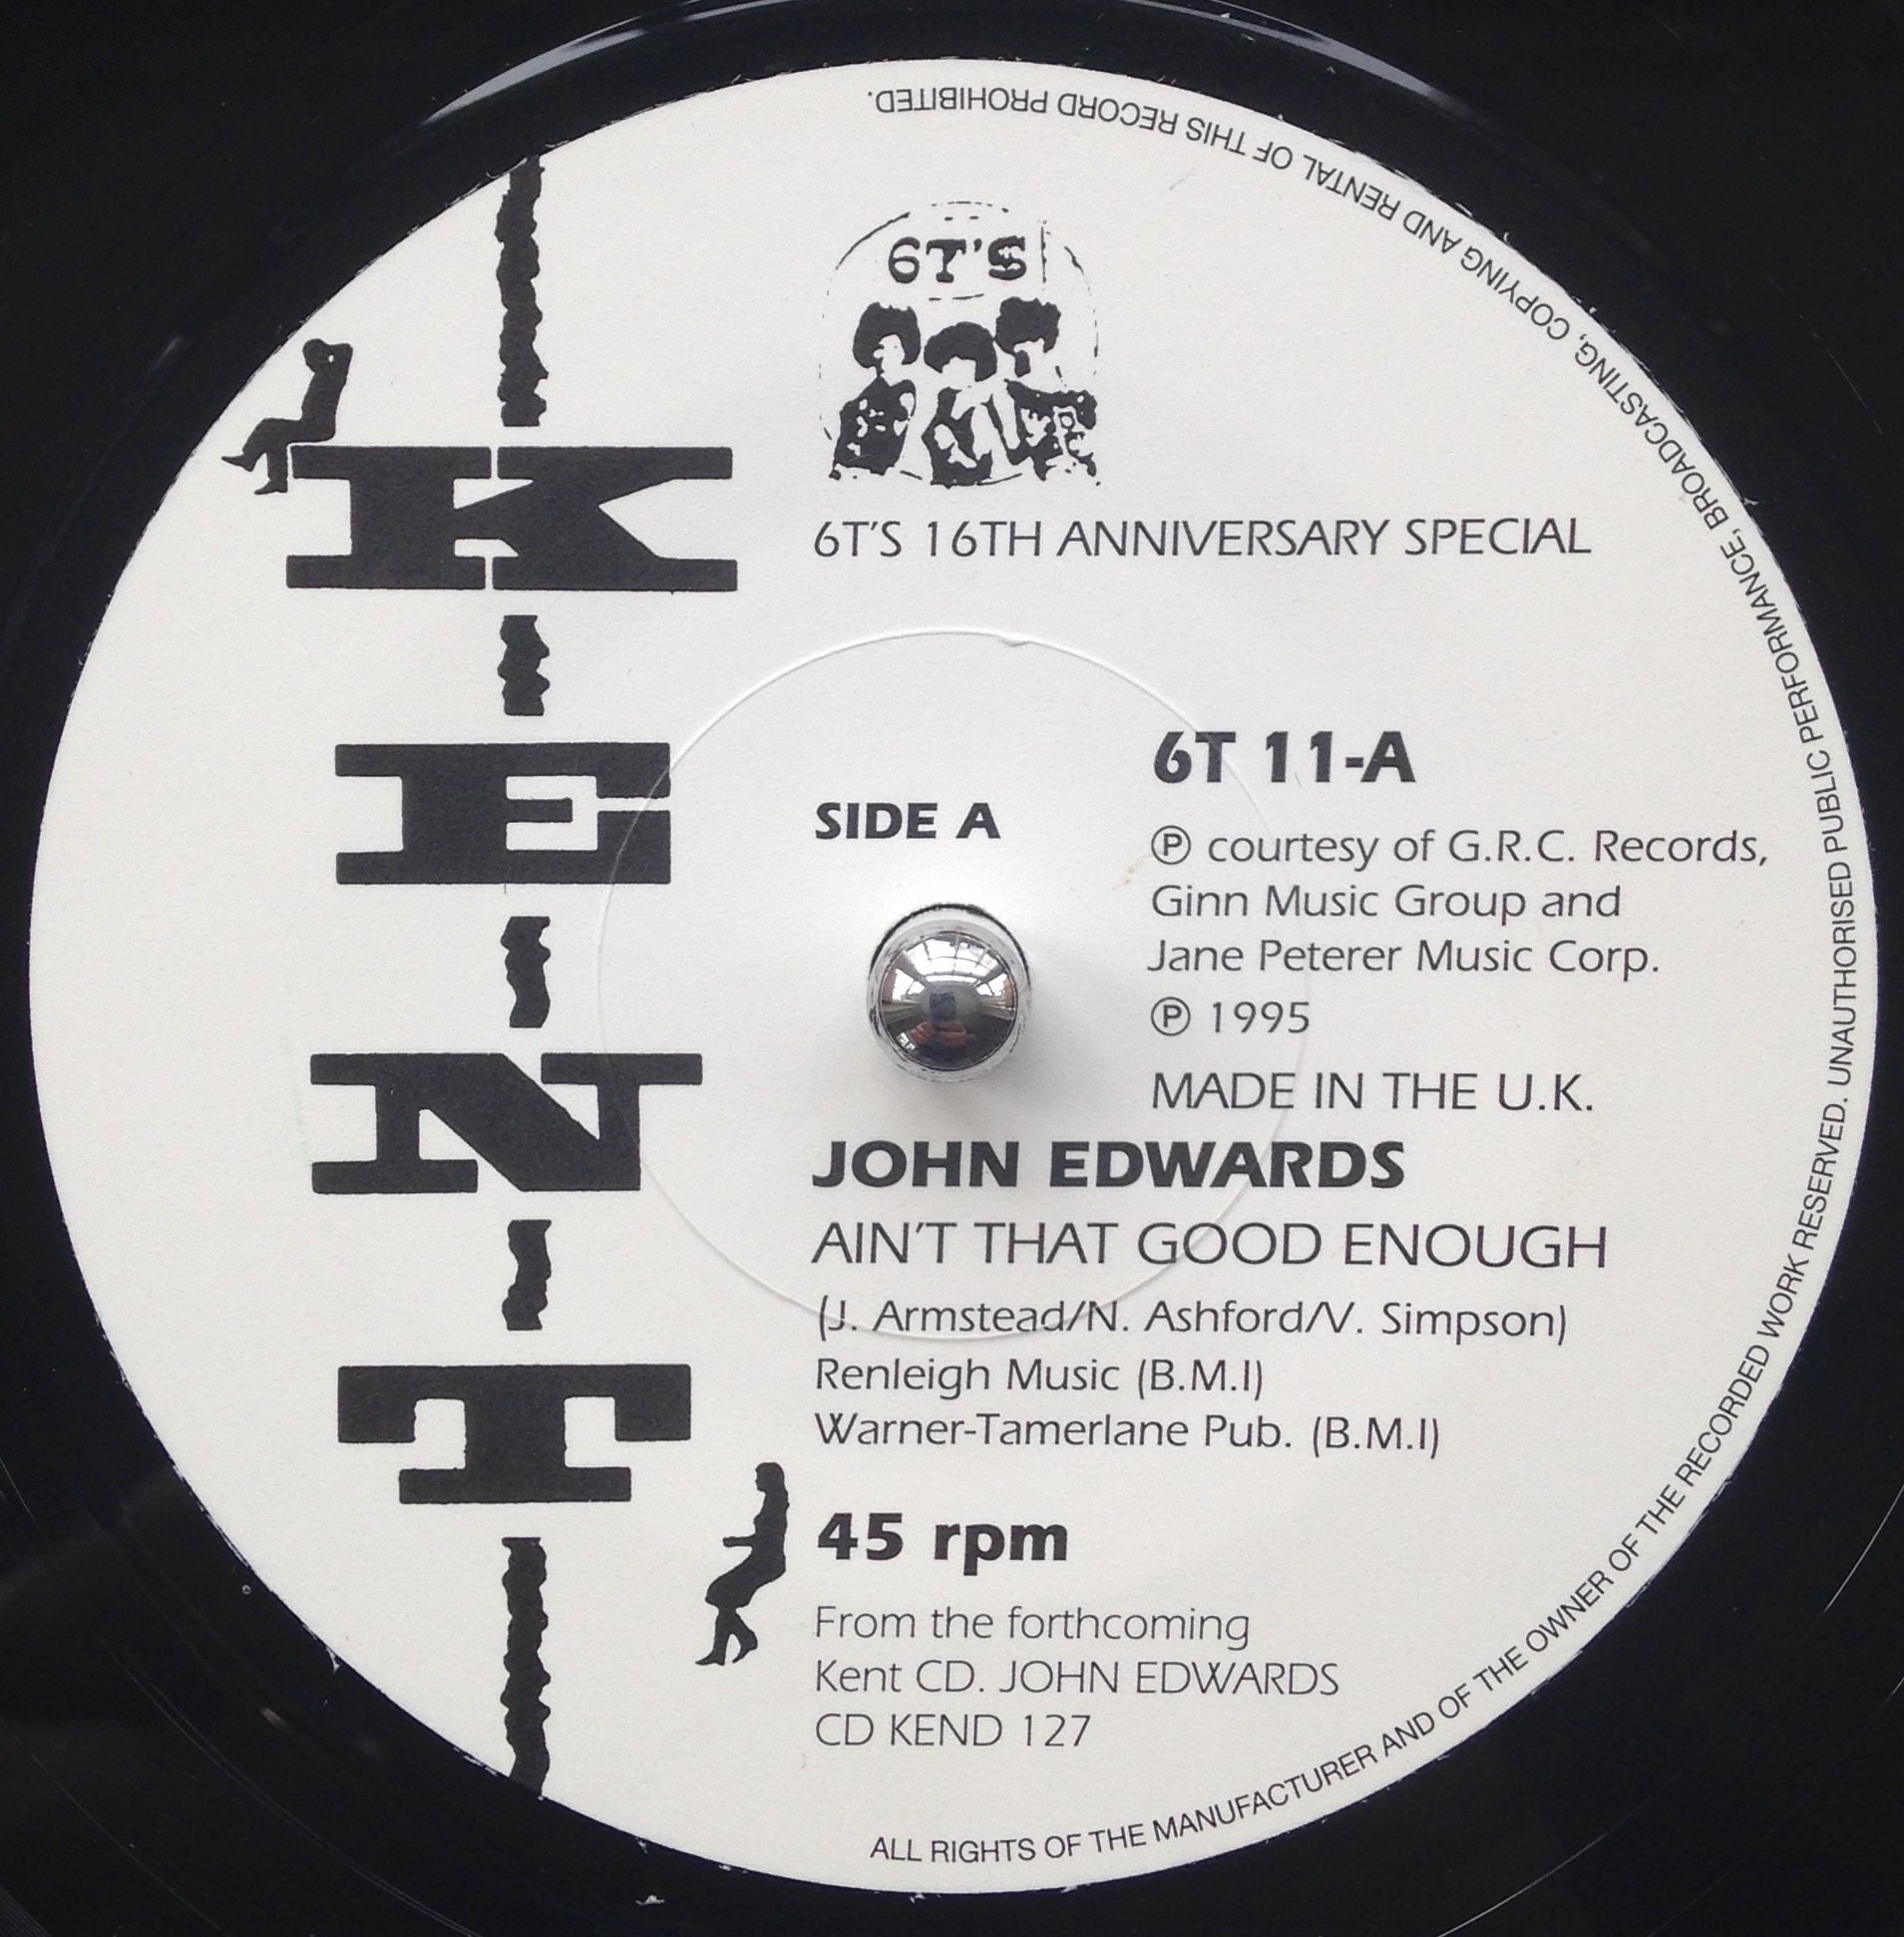 6T'S
6T'S 16TH ANNIVERSARY SPECIAL
KENT
6T 11-A
SIDE A
℗ courtesy of G.R.C. Records,
Ginn Music Group and
Jane Peterer Music Corp.
℗ 1995
MADE IN THE U.K.
JOHN EDWARDS
AIN'T THAT GOOD ENOUGH
(J. Armstead/N. Ashford/V. Simpson)
Renleigh Music (B.M.I)
Warner-Tamerlane Pub. (B.M.I)
45 rpm
From the forthcoming
Kent CD. JOHN EDWARDS
CD KEND 127
ALL RIGHTS OF THE MANUFACTURER AND OF THE OWNER OF THE RECORDED WORK RESERVED. UNAUTHORISED PUBLIC PERFORMANCE, BROADCASTING, COPYING AND RENTAL OF THIS RECORD PROHIBITED.